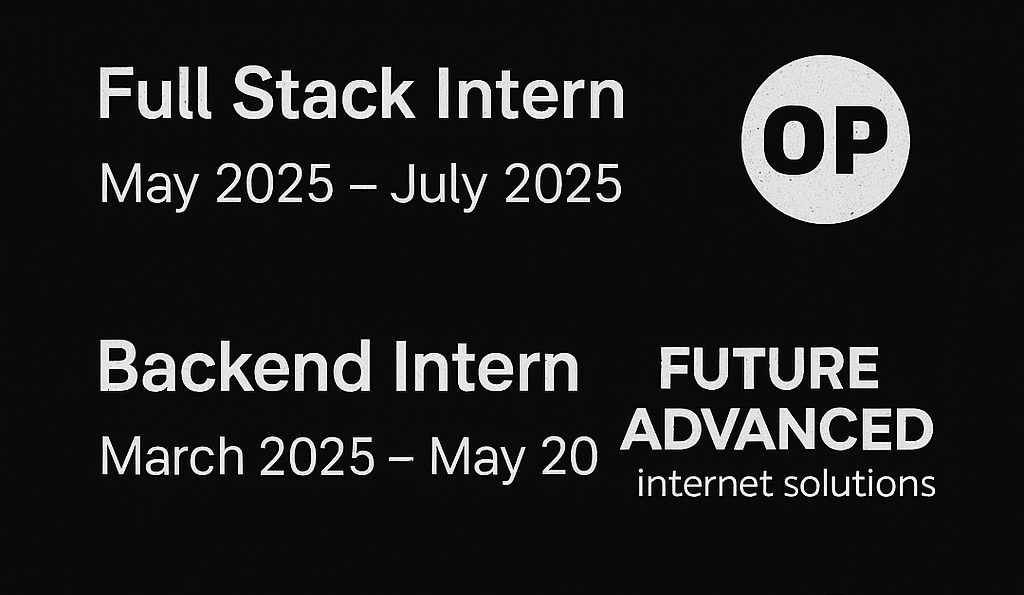 Full Stack Intern
May 2025 – July 2025
OP
Backend Intern
March 2025 – May 20
FUTURE
ADVANCED
internet solutions